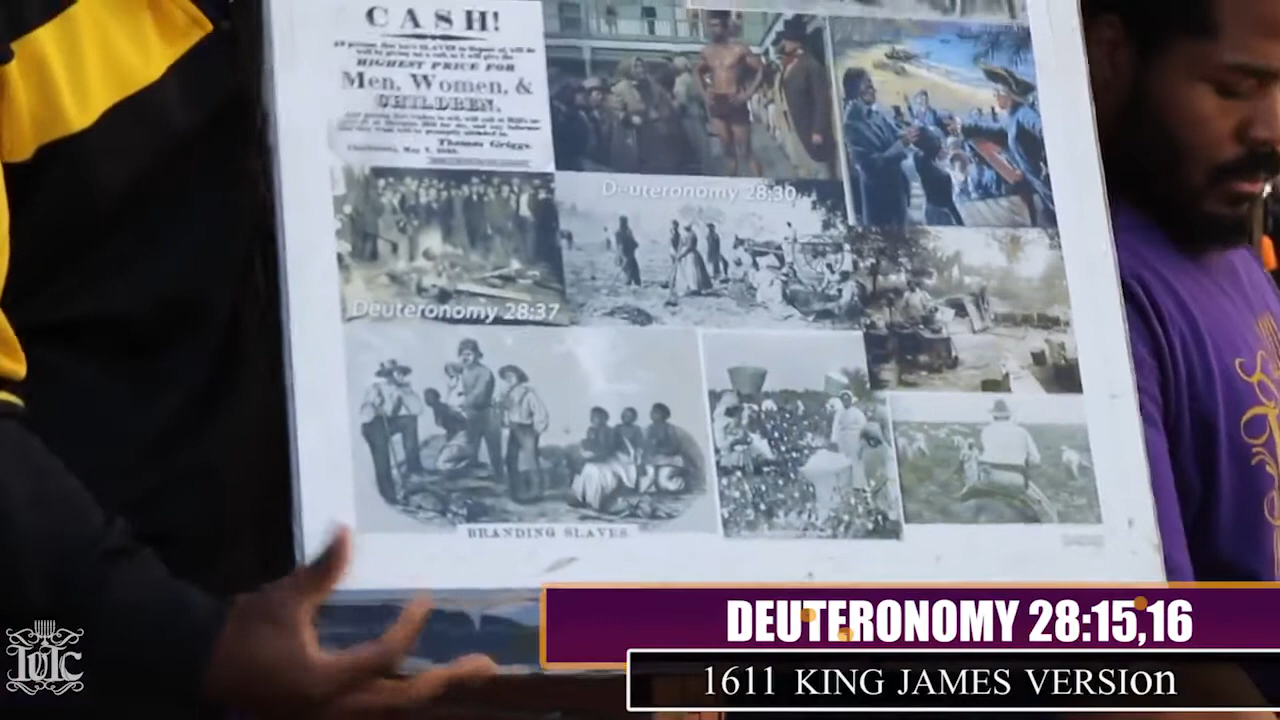 CASH!
HIGHEST PRICE FOR
Men, Women, &
CHILDREN.
Thomas Griggs.
Deuteronomy 28:30
Deuteronomy 28:37
BRANDING SLAVES
DEUTERONOMY 28:15,16
1611 KING JAMES VERSIon
IUIC